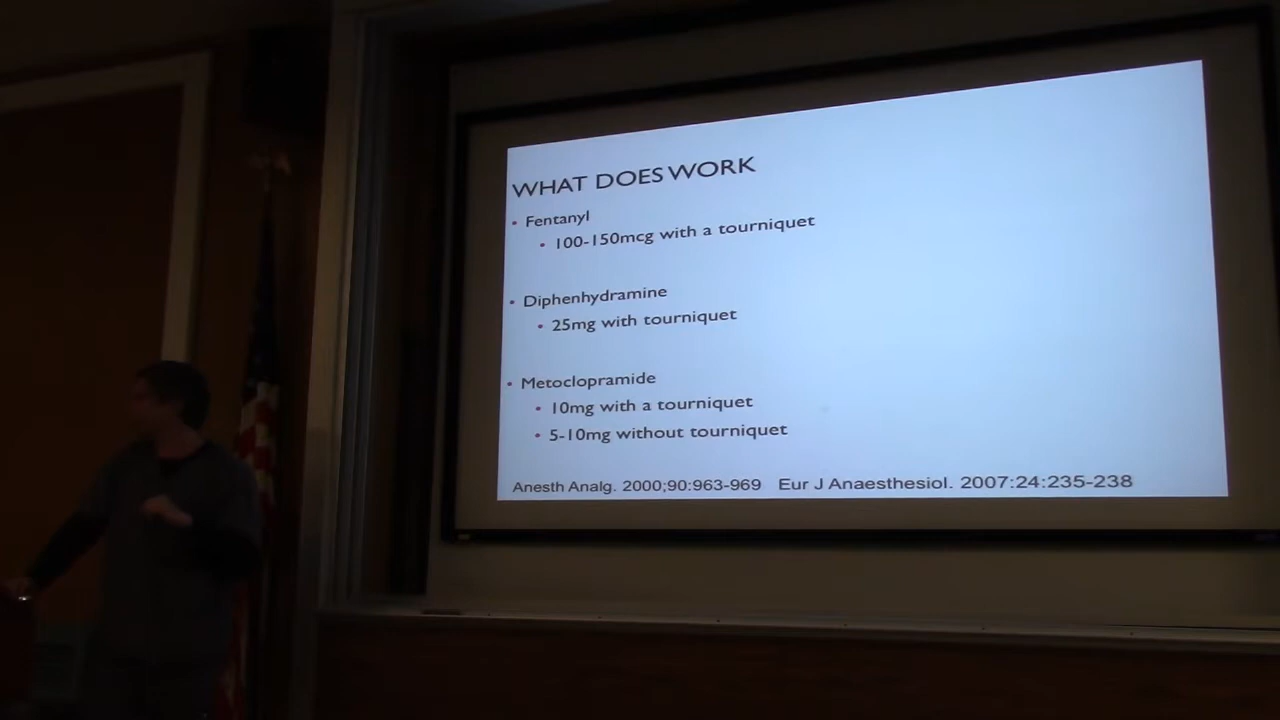 WHAT DOES WORK
• Fentanyl
• 100-150mcg with a tourniquet
• Diphenhydramine
• 25mg with tourniquet
• Metoclopramide
• 10mg with a tourniquet
• 5-10mg without tourniquet
Anesth Analg. 2000;90:963-969 Eur J Anaesthesiol. 2007:24:235-238